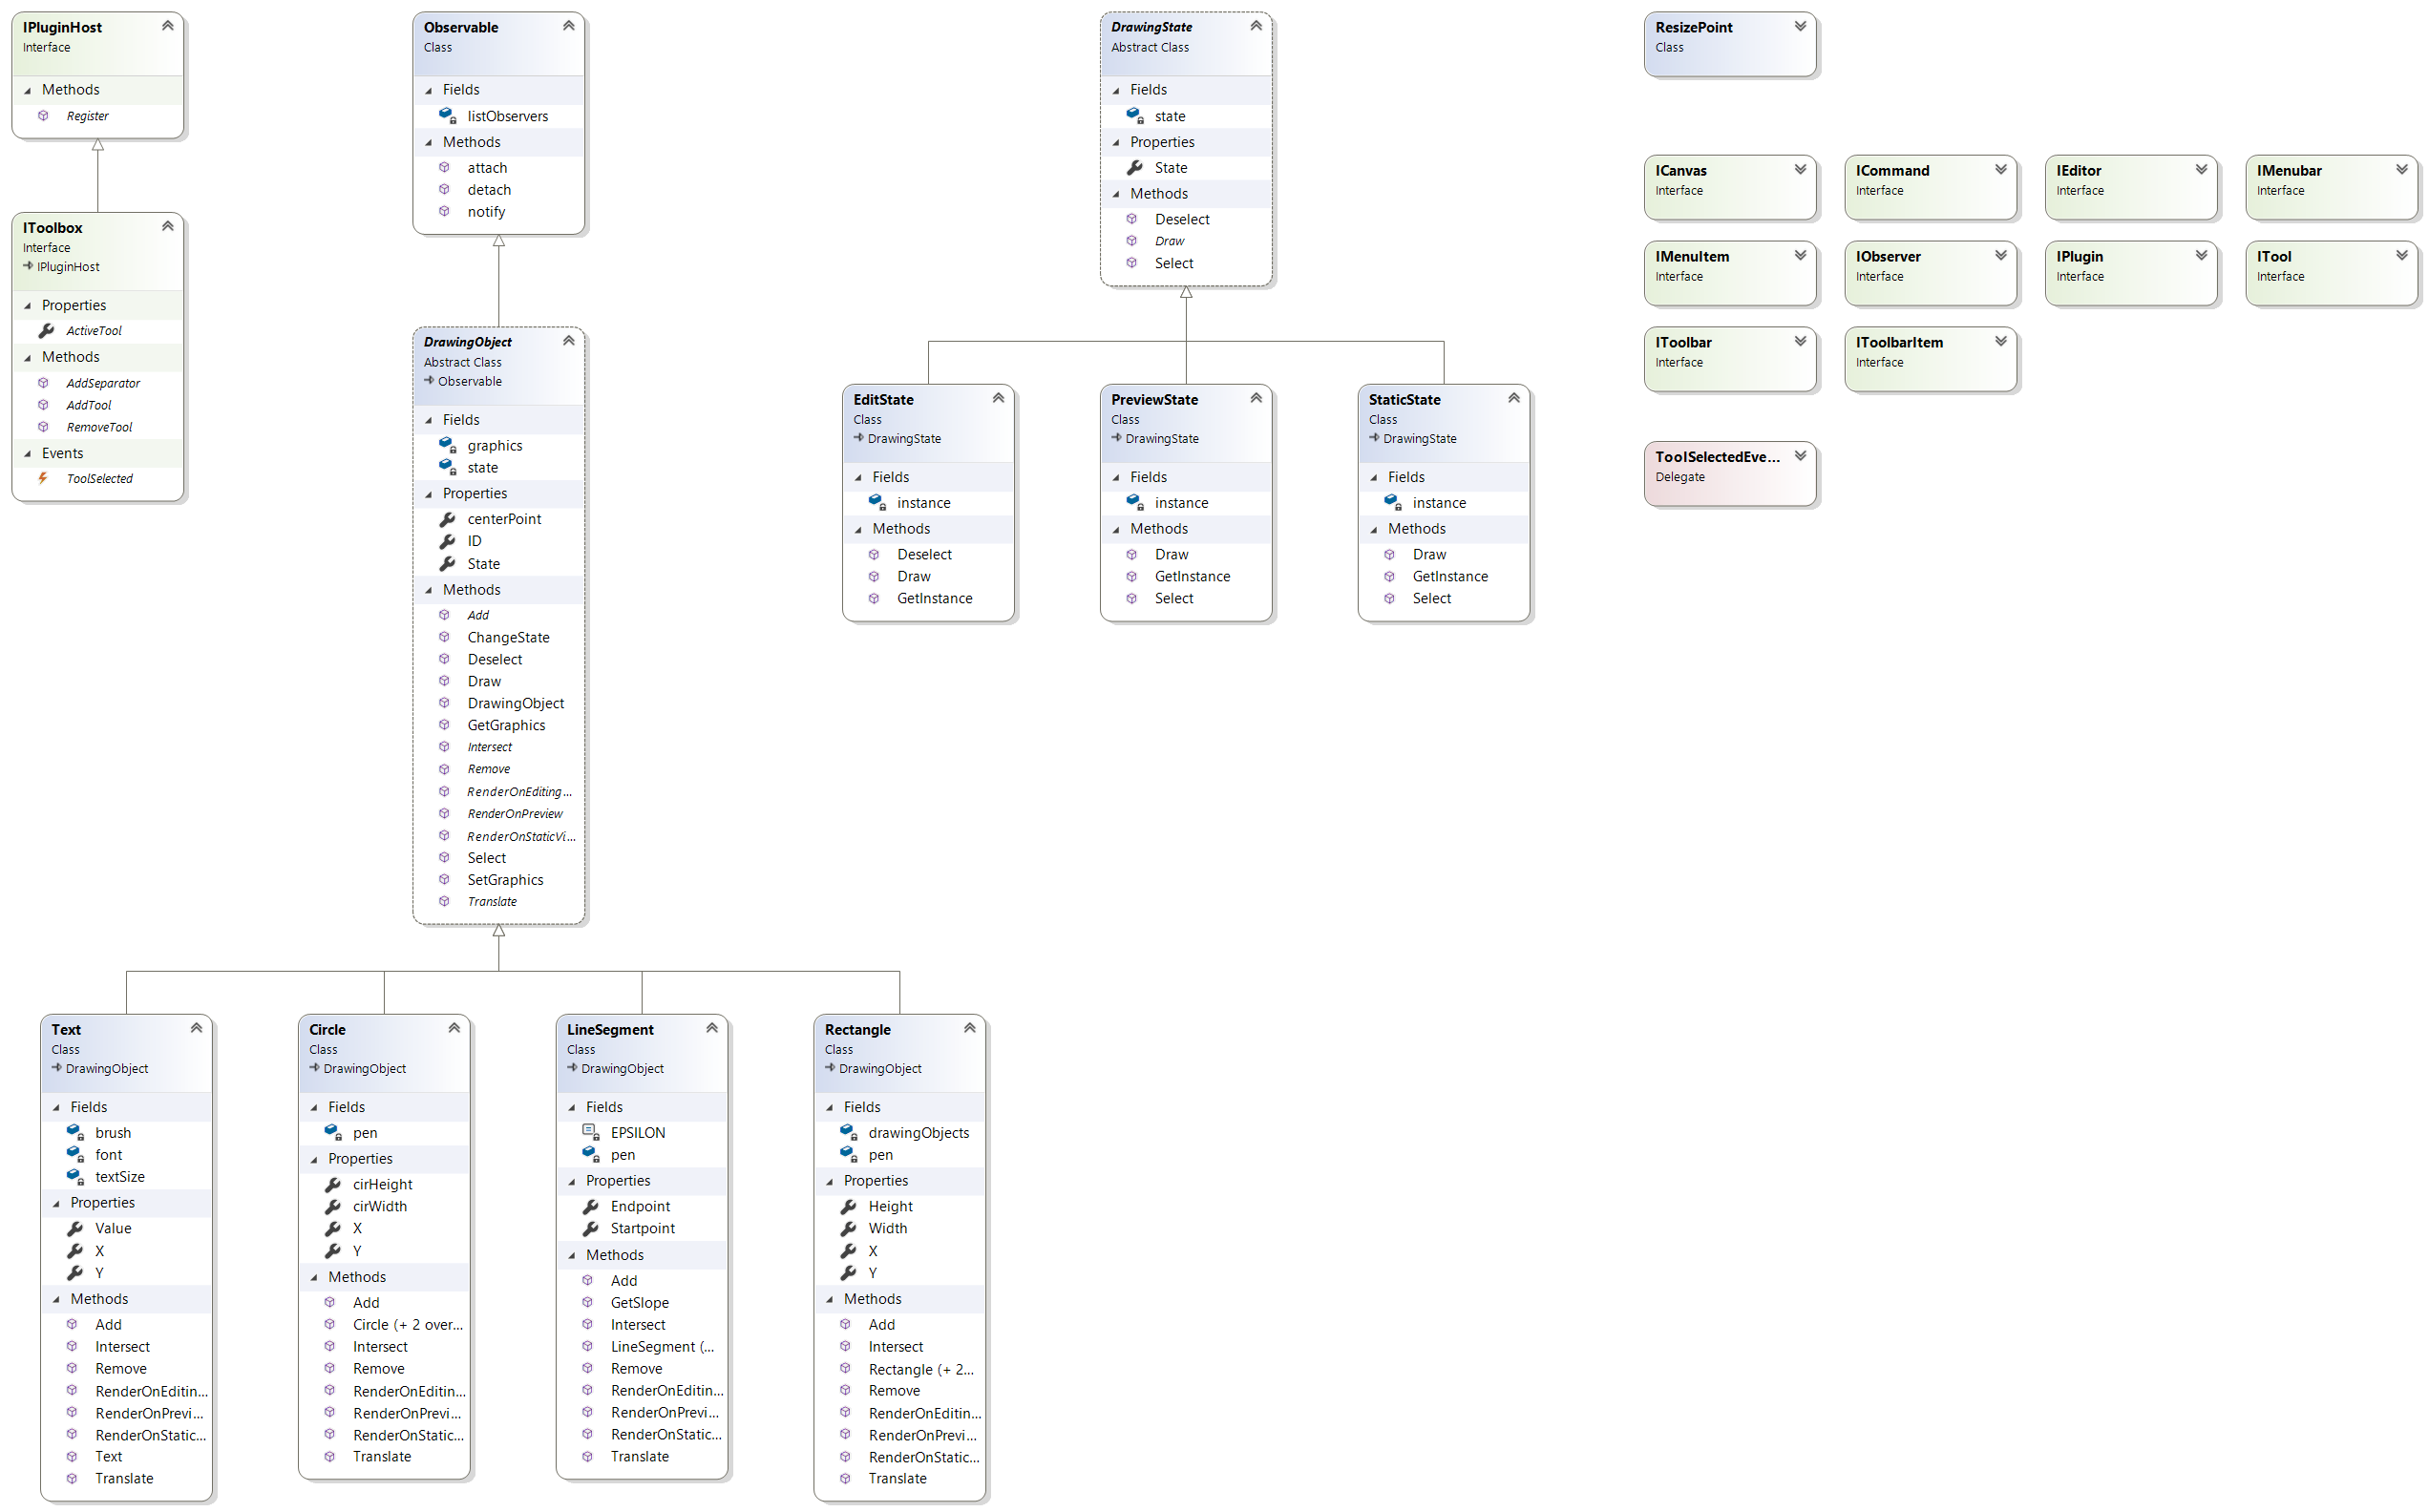 IPluginHost
Interface
Methods
Register
IToolbox
Interface
IPluginHost
Properties
ActiveTool
Methods
AddSeparator
AddTool
RemoveTool
Events
ToolSelected
Observable
Class
Fields
listObservers
Methods
attach
detach
notify
DrawingObject
Abstract Class
Observable
Fields
graphics
state
Properties
centerPoint
ID
State
Methods
Add
ChangeState
Deselect
Draw
DrawingObject
GetGraphics
Intersect
Remove
RenderOnEditing...
RenderOnPreview
RenderOnStaticVi...
Select
SetGraphics
Translate
Text
Class
DrawingObject
Fields
brush
font
textSize
Properties
Value
X
Y
Methods
Add
Intersect
Remove
RenderOnEditin...
RenderOnPrevi...
RenderOnStatic...
Text
Translate
Circle
Class
DrawingObject
Fields
pen
Properties
cirHeight
cirWidth
X
Y
Methods
Add
Circle (+ 2 over...
Intersect
Remove
RenderOnEditin...
RenderOnPrevi...
RenderOnStatic...
Translate
LineSegment
Class
DrawingObject
Fields
EPSILON
pen
Properties
Endpoint
Startpoint
Methods
Add
GetSlope
Intersect
LineSegment (...
Remove
RenderOnEditin...
RenderOnPrevi...
RenderOnStatic...
Translate
Rectangle
Class
DrawingObject
Fields
drawingObjects
pen
Properties
Height
Width
X
Y
Methods
Add
Intersect
Rectangle (+ 2...
Remove
RenderOnEditin...
RenderOnPrevi...
RenderOnStatic...
Translate
DrawingState
Abstract Class
Fields
state
Properties
State
Methods
Deselect
Draw
Select
EditState
Class
DrawingState
Fields
instance
Methods
Deselect
Draw
GetInstance
PreviewState
Class
DrawingState
Fields
instance
Methods
Draw
GetInstance
Select
StaticState
Class
DrawingState
Fields
instance
Methods
Draw
GetInstance
Select
ResizePoint
Class
ICanvas
Interface
ICommand
Interface
IEditor
Interface
IMenubar
Interface
IMenuItem
Interface
IObserver
Interface
IPlugin
Interface
ITool
Interface
IToolbar
Interface
IToolbarItem
Interface
ToolSelectedEve...
Delegate